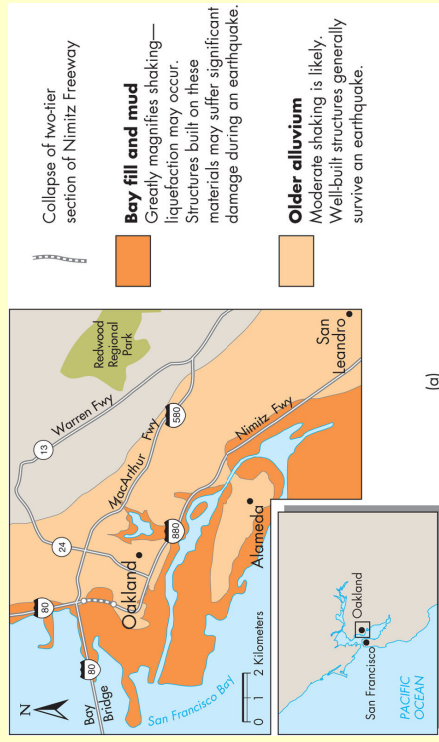 N
80
24
13
Warren Fwy
Redwood
Regional
Park
80
Bay
Bridge
MacArthur Fwy
580
Oakland
880
San Francisco Bay
Alameda
Nimitz Fwy
San
Leandro
0 1 2 Kilometers
San Francisco
Oakland
PACIFIC
OCEAN
(a)
Collapse of two-tier
section of Nimitz Freeway
Bay fill and mud
Greatly magnifies shaking—
liquefaction may occur.
Structures built on these
materials may suffer significant
damage during an earthquake.
Older alluvium
Moderate shaking is likely.
Well-built structures generally
survive an earthquake.